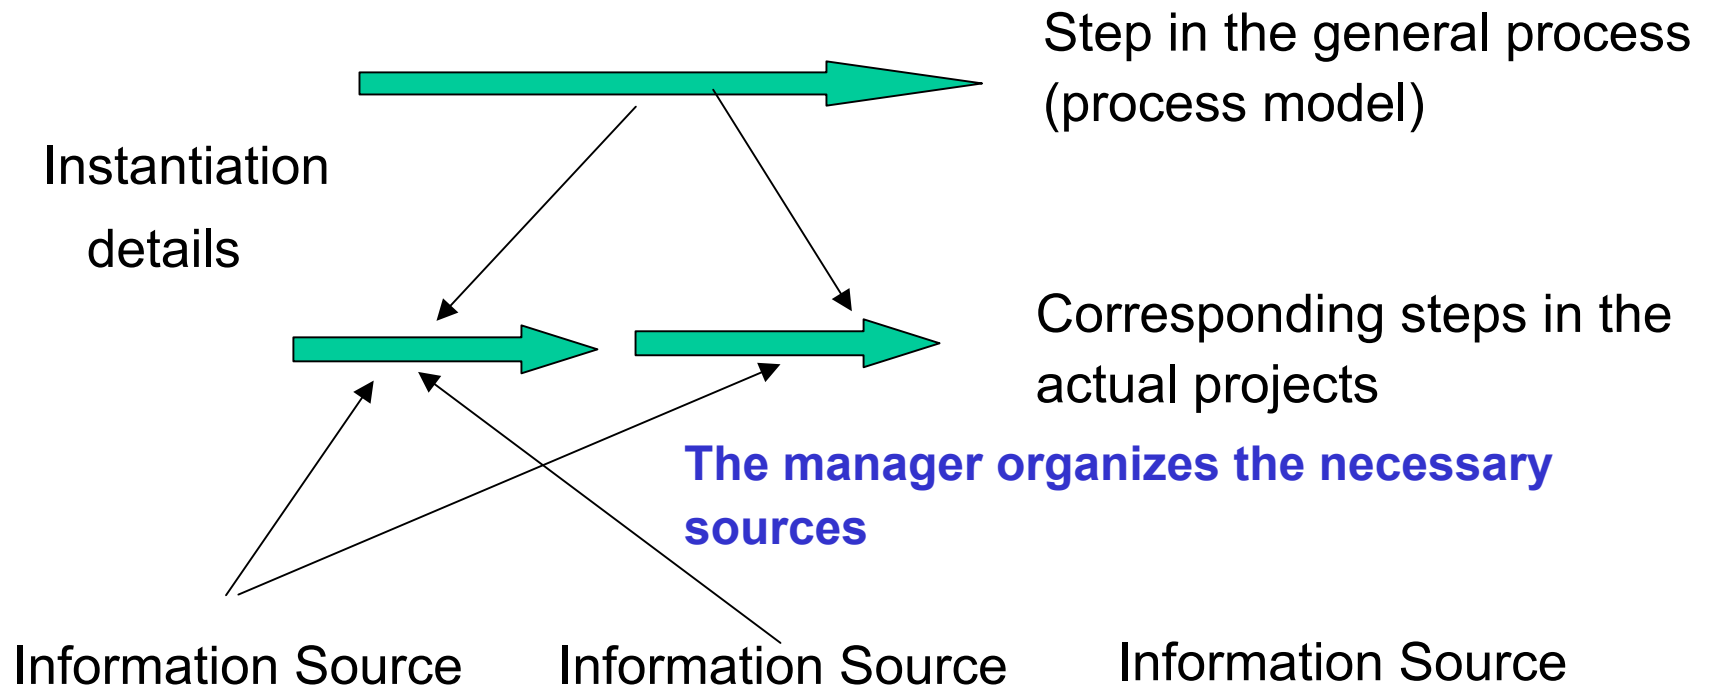 Step in the general process
(process model)
Instantiation
details
Corresponding steps in the
actual projects
The manager organizes the necessary
sources
Information Source
Information Source
Information Source